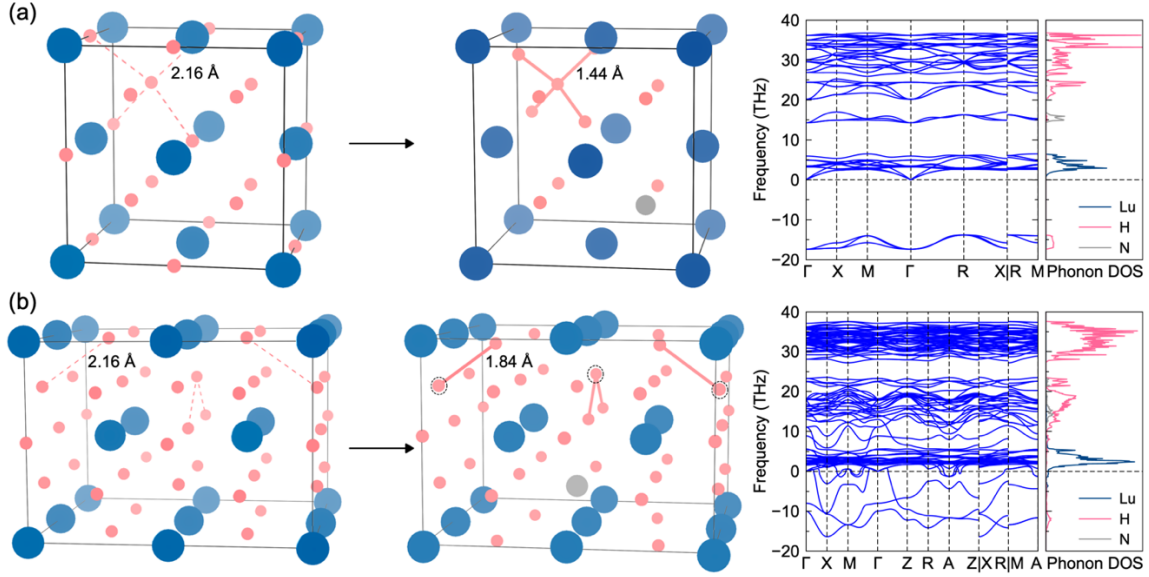 (a)
2.16 Å
1.44 Å
Frequency (THz)
40
30
20
10
0
−10
−20
Γ X M Γ R X|R M
Lu
H
N
Phonon DOS
(b)
2.16 Å
1.84 Å
Frequency (THz)
40
30
20
10
0
−10
−20
Γ X M Γ Z R A Z|X R|M A
Lu
H
N
Phonon DOS